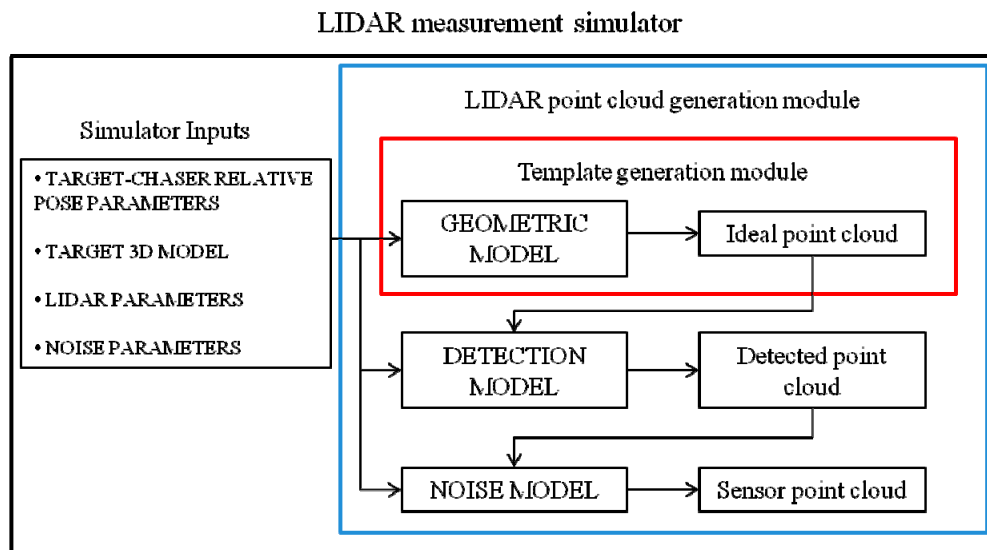 LIDAR measurement simulator
LIDAR point cloud generation module
Simulator Inputs
• TARGET-CHASER RELATIVE
POSE PARAMETERS
• TARGET 3D MODEL
• LIDAR PARAMETERS
• NOISE PARAMETERS
Template generation module
GEOMETRIC
MODEL
Ideal point cloud
DETECTION
MODEL
Detected point
cloud
NOISE MODEL
Sensor point cloud